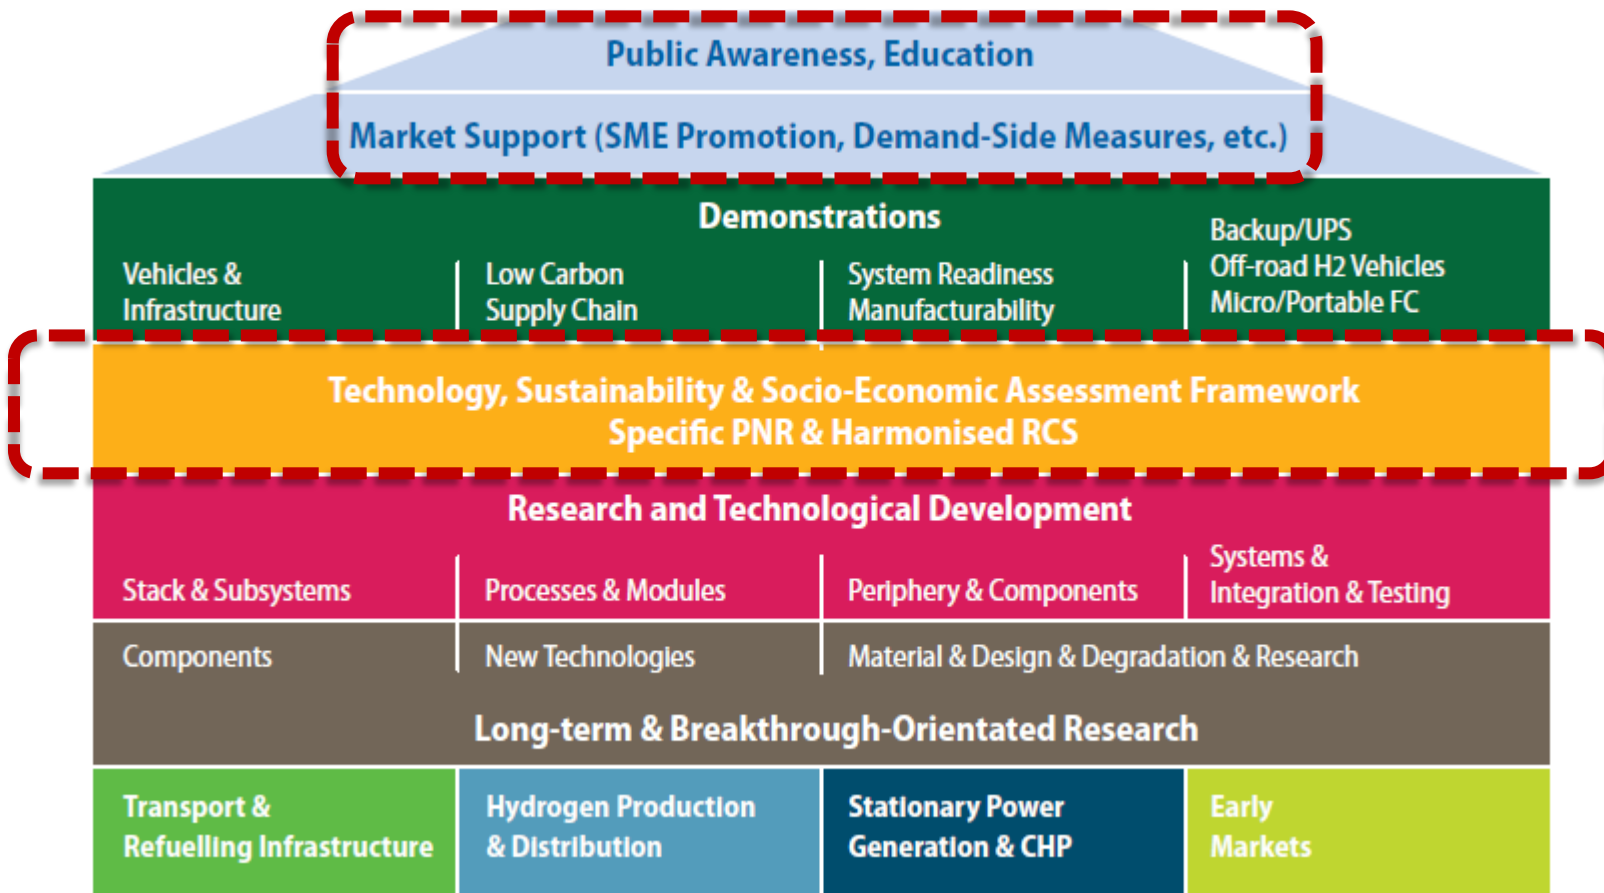 Public Awareness, Education
Market Support (SME Promotion, Demand-Side Measures, etc.)
Demonstrations
Vehicles &
Infrastructure
Low Carbon
Supply Chain
System Readiness
Manufacturability
Backup/UPS
Off-road H2 Vehicles
Micro/Portable FC
Technology, Sustainability & Socio-Economic Assessment Framework
Specific PNR & Harmonised RCS
Research and Technological Development
Stack & Subsystems
Processes & Modules
Periphery & Components
Systems &
Integration & Testing
Components
New Technologies
Material & Design & Degradation & Research
Long-term & Breakthrough-Orientated Research
Transport &
Refuelling Infrastructure
Hydrogen Production
& Distribution
Stationary Power
Generation & CHP
Early
Markets